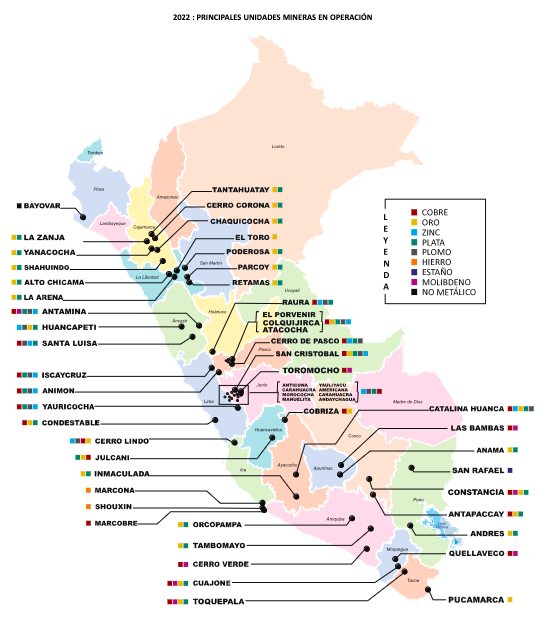 2022 : PRINCIPALES UNIDADES MINERAS EN OPERACIÓN
Loreto
Tumbes
Piura
Amazonas
Lambayeque
Cajamarca
San Martín
La Libertad
Ucayali
Áncash
Huánuco
Pasco
Junín
Lima
Madre de Dios
Huancavelica
Cusco
Ica
Ayacucho
Apurímac
Puno
Arequipa
Moquegua
Tacna
LEYENDA
COBRE
ORO
ZINC
PLATA
PLOMO
HIERRO
ESTAÑO
MOLIBDENO
NO METÁLICO
BAYOVAR
LA ZANJA
YANACOCHA
SHAHUINDO
ALTO CHICAMA
LA ARENA
ANTAMINA
HUANCAPETI
SANTA LUISA
ISCAYCRUZ
ANIMON
YAURICOCHA
CONDESTABLE
CERRO LINDO
JULCANI
INMACULADA
MARCONA
SHOUXIN
MARCOBRE
TANTAHUATAY
CERRO CORONA
CHAQUICOCHA
EL TORO
PODEROSA
PARCOY
RETAMAS
RAURA
EL PORVENIR
COLQUIJIRCA
ATACOCHA
CERRO DE PASCO
SAN CRISTOBAL
TOROMOCHO
ANTICONA YAULIYACU
CARAHUACRA AMERICANA
MOROCOCHA CARAHUACRA
MANUELITA ANDAYCHAGUA
COBRIZA
CATALINA HUANCA
LAS BAMBAS
ANAMA
SAN RAFAEL
CONSTANCIA
ANTAPACCAY
ANDRES
QUELLAVECO
PUCAMARCA
ORCOPAMPA
TAMBOMAYO
CERRO VERDE
CUAJONE
TOQUEPALA